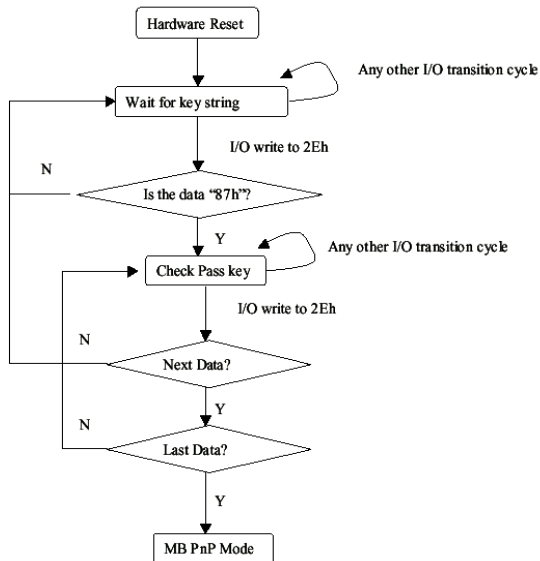 Hardware Reset
Any other I/O transition cycle
Wait for key string
I/O write to 2Eh
N
Is the data “87h”?
Y
Any other I/O transition cycle
Check Pass key
I/O write to 2Eh
N
Next Data?
Y
N
Last Data?
Y
MB PnP Mode